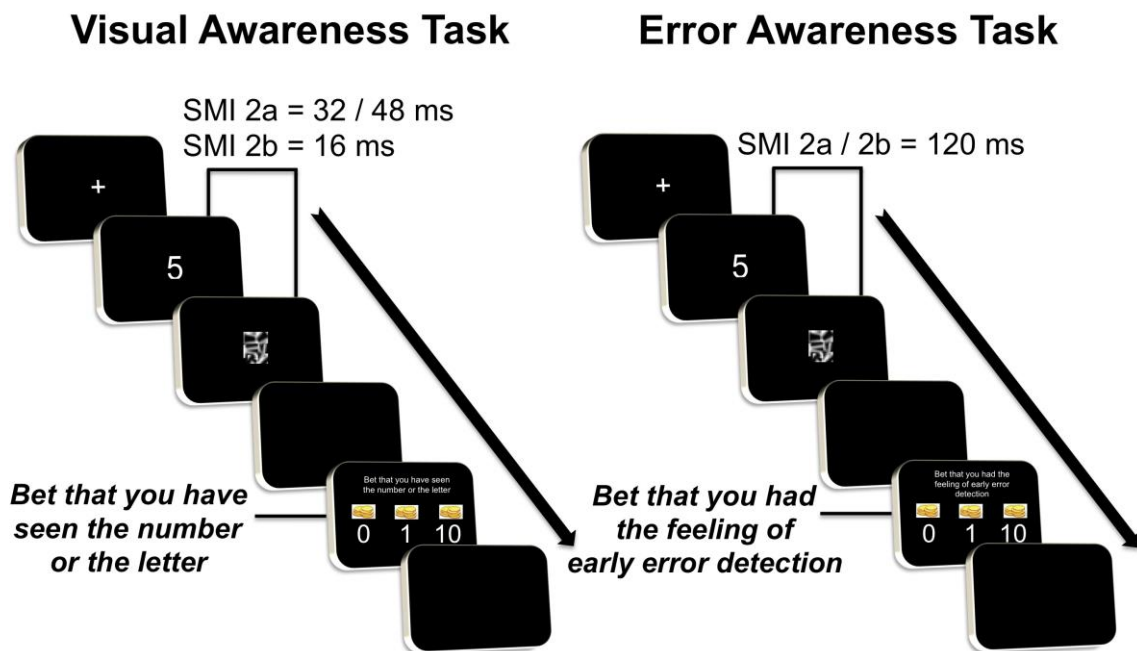 Visual Awareness Task
SMI 2a = 32 / 48 ms
SMI 2b = 16 ms
+
5
Bet that you have seen
the number or the letter
0 1 10
Bet that you have
seen the number
or the letter
Error Awareness Task
SMI 2a / 2b = 120 ms
+
5
Bet that you had the
feeling of early error
detection
0 1 10
Bet that you had
the feeling of
early error detection